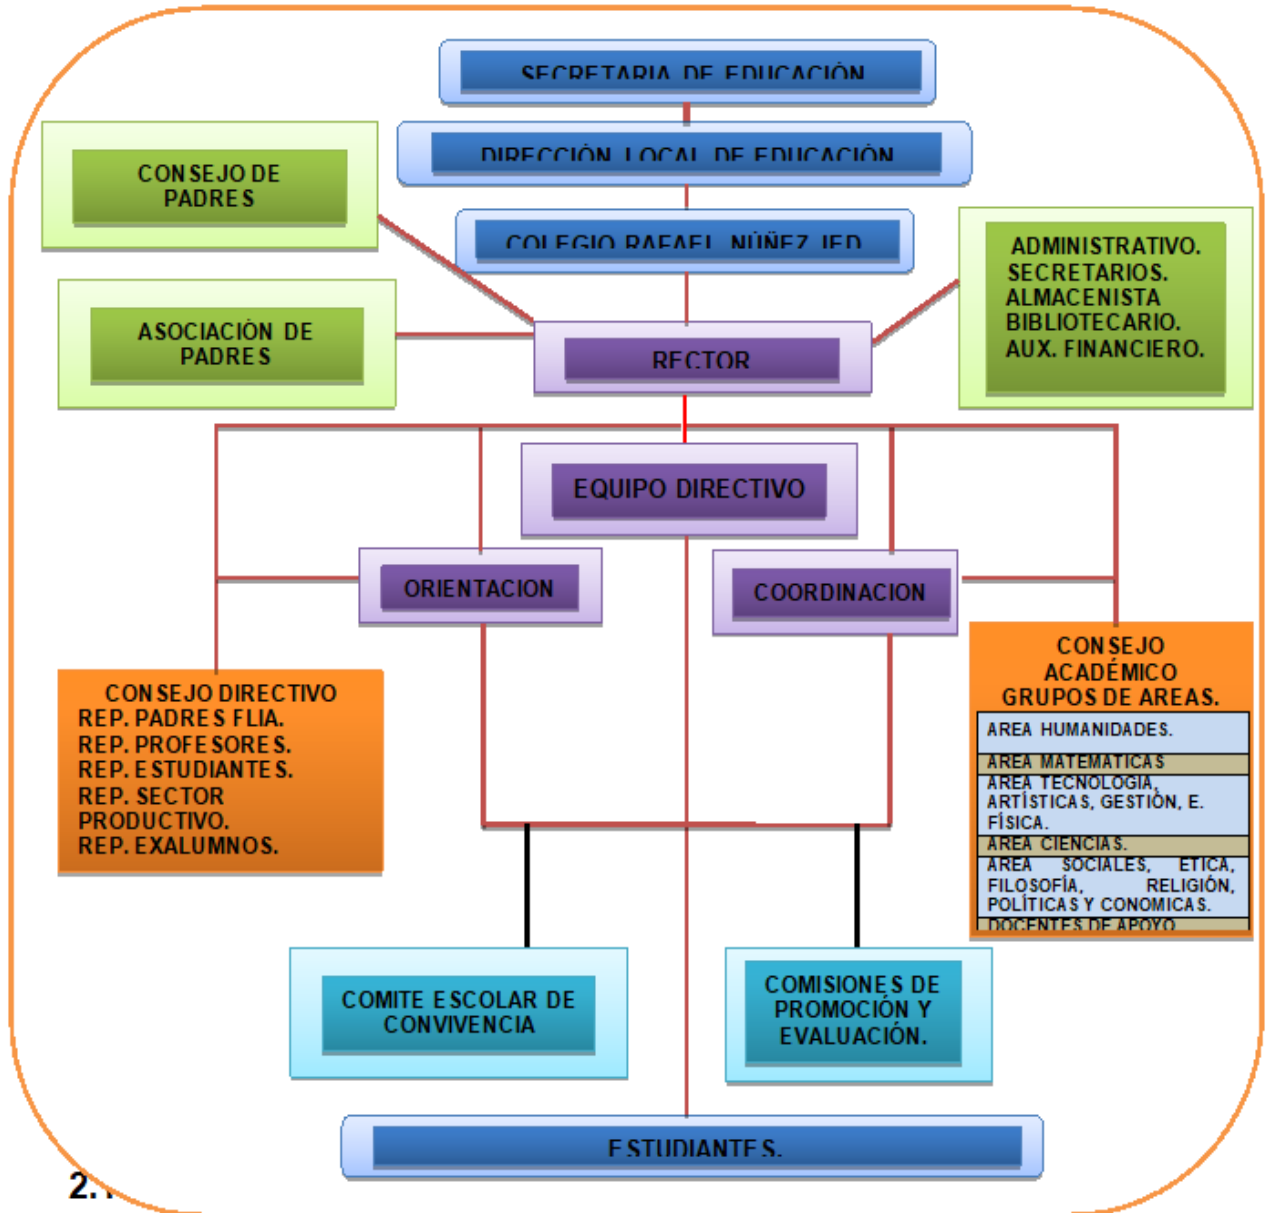 SECRETARIA DE EDUCACIÓN
DIRECCIÓN LOCAL DE EDUCACIÓN
CONSEJO DE
PADRES
COLEGIO RAFAEL NÚÑEZ IED
ADMINISTRATIVO.
SECRETARIOS.
ALMACENISTA
BIBLIOTECARIO.
AUX. FINANCIERO.
ASOCIACIÓN DE
PADRES
RECTOR
EQUIPO DIRECTIVO
ORIENTACION
COORDINACION
CONSEJO DIRECTIVO
REP. PADRES FLIA.
REP. PROFESORES.
REP. ESTUDIANTES.
REP. SECTOR
PRODUCTIVO.
REP. EXALUMNOS.
CONSEJO
ACADÉMICO
GRUPOS DE AREAS.
AREA HUMANIDADES.
AREA MATEMATICAS
AREA TECNOLOGIA,
ARTÍSTICAS, GESTIÓN, E.
FÍSICA.
AREA CIENCIAS.
AREA SOCIALES, ETICA,
FILOSOFÍA, RELIGIÓN,
POLÍTICAS Y CONOMICAS.
DOCENTES DE APOYO
COMITE ESCOLAR DE
CONVIVENCIA
COMISIONES DE
PROMOCIÓN Y
EVALUACIÓN.
ESTUDIANTES.
2.